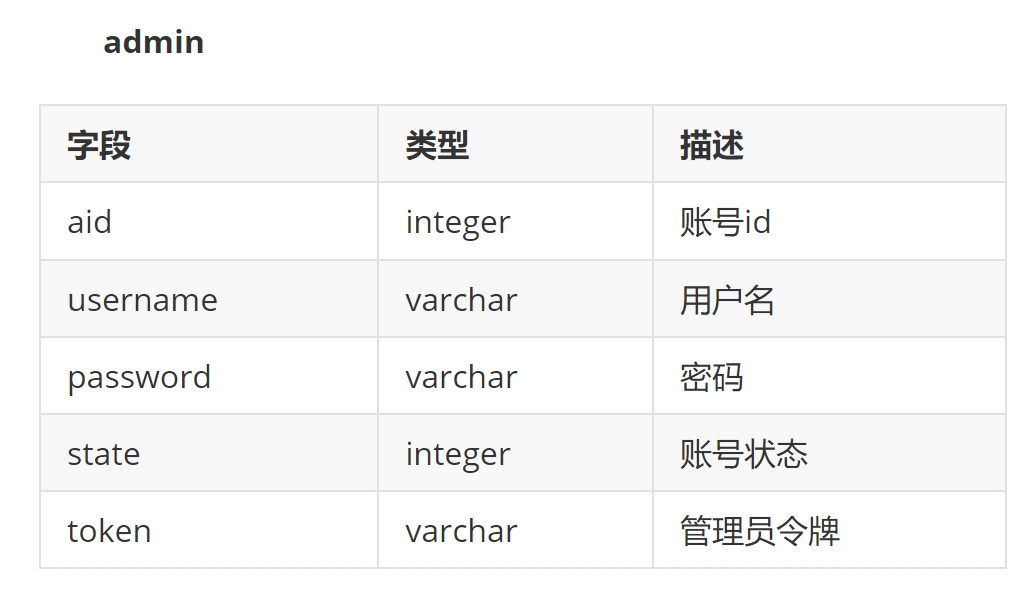 admin
字段 类型 描述
aid integer 账号id
username varchar 用户名
password varchar 密码
state integer 账号状态
token varchar 管理员令牌